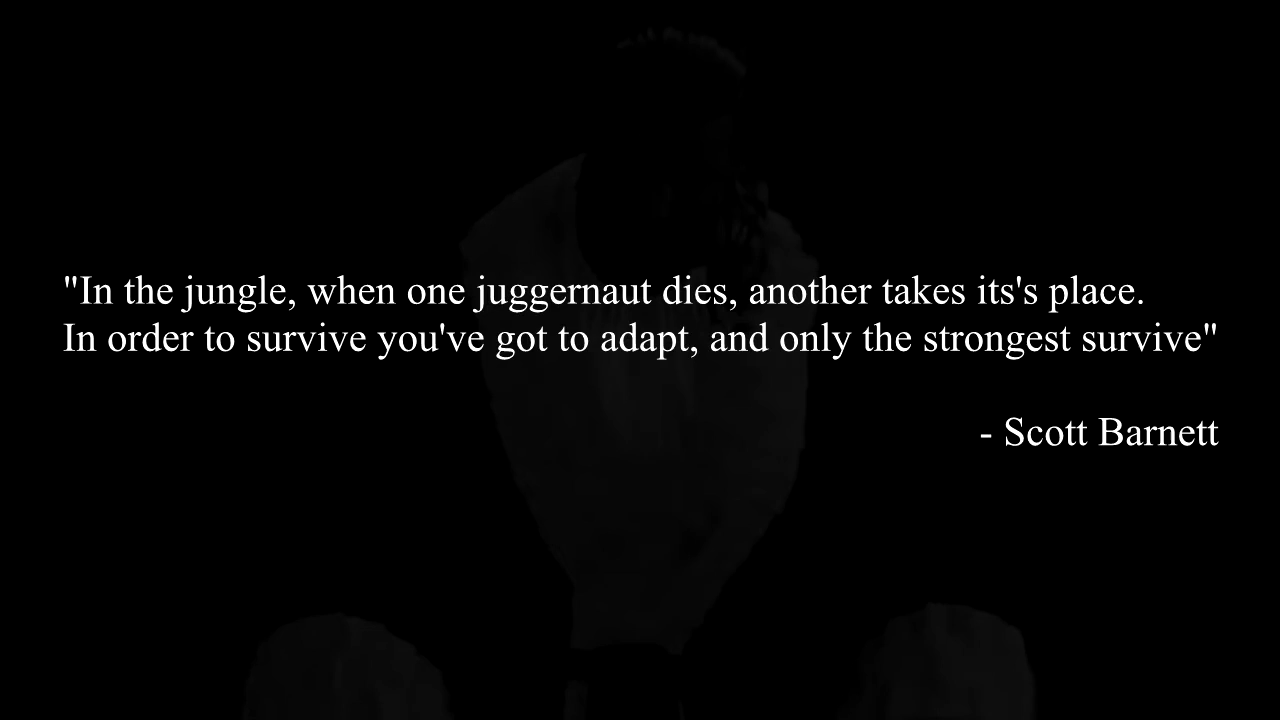 "In the jungle, when one juggernaut dies, another takes its's place.
In order to survive you've got to adapt, and only the strongest survive"
- Scott Barnett